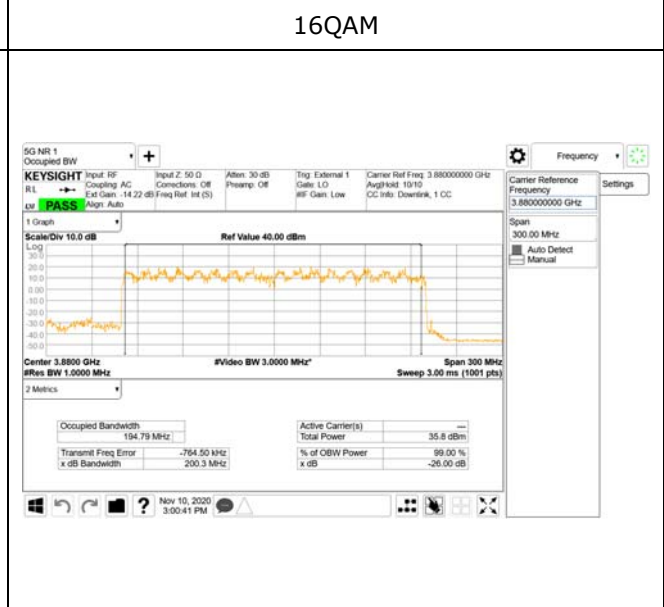 16QAM
5G NR 1
Occupied BW
Frequency
KEYSIGHT
Input: RF
Coupling: AC
Ext Gain: -14.22 dB
Align: Auto
Input Z: 50 Ω
Corrections: Off
Freq Ref: Int (S)
Atten: 30 dB
Preamp: Off
Trig: External 1
Gate: LO
#IF Gain: Low
Carrier Ref Freq: 3.880000000 GHz
Avg|Hold: 10/10
CC Info: Downlink, 1 CC
RL
PASS
Carrier Reference
Frequency
3.880000000 GHz
Settings
Span
300.00 MHz
Auto Detect
Manual
1 Graph
Scale/Div 10.0 dB
Ref Value 40.00 dBm
Log
30.0
20.0
10.0
0.00
-10.0
-20.0
-30.0
-40.0
-50.0
Center 3.8800 GHz
#Video BW 3.0000 MHz*
Span 300 MHz
#Res BW 1.0000 MHz
Sweep 3.00 ms (1001 pts)
2 Metrics
Occupied Bandwidth
194.79 MHz
Transmit Freq Error -764.50 kHz
x dB Bandwidth 200.3 MHz
Active Carrier(s) ---
Total Power 35.8 dBm
% of OBW Power 99.00 %
x dB -26.00 dB
?
Nov 10, 2020
3:00:41 PM